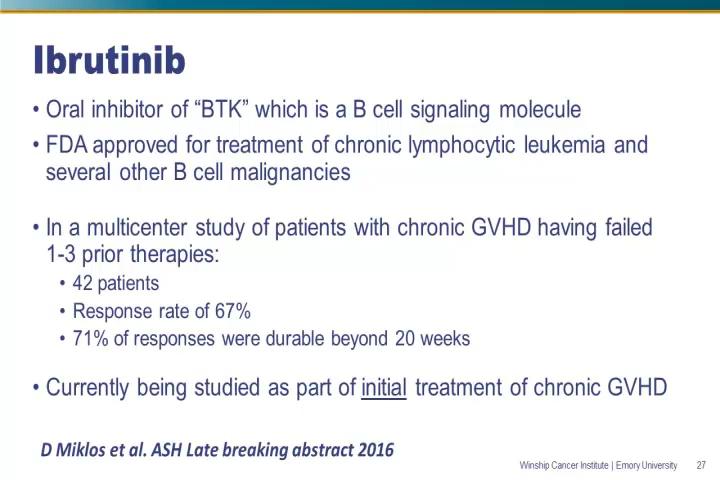 Ibrutinib
• Oral inhibitor of “BTK” which is a B cell signaling molecule
• FDA approved for treatment of chronic lymphocytic leukemia and
several other B cell malignancies
• In a multicenter study of patients with chronic GVHD having failed
1-3 prior therapies:
• 42 patients
• Response rate of 67%
• 71% of responses were durable beyond 20 weeks
• Currently being studied as part of initial treatment of chronic GVHD
D Miklos et al. ASH Late breaking abstract 2016
Winship Cancer Institute | Emory University 27